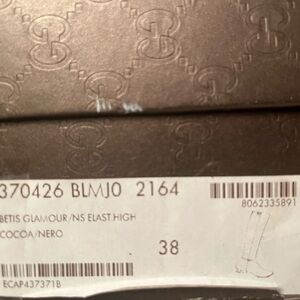 370426 BLMJ0 2164
8062335891
BETIS GLAMOUR/NS ELAST.HIGH
COCOA/NERO
38
ECAP437371B